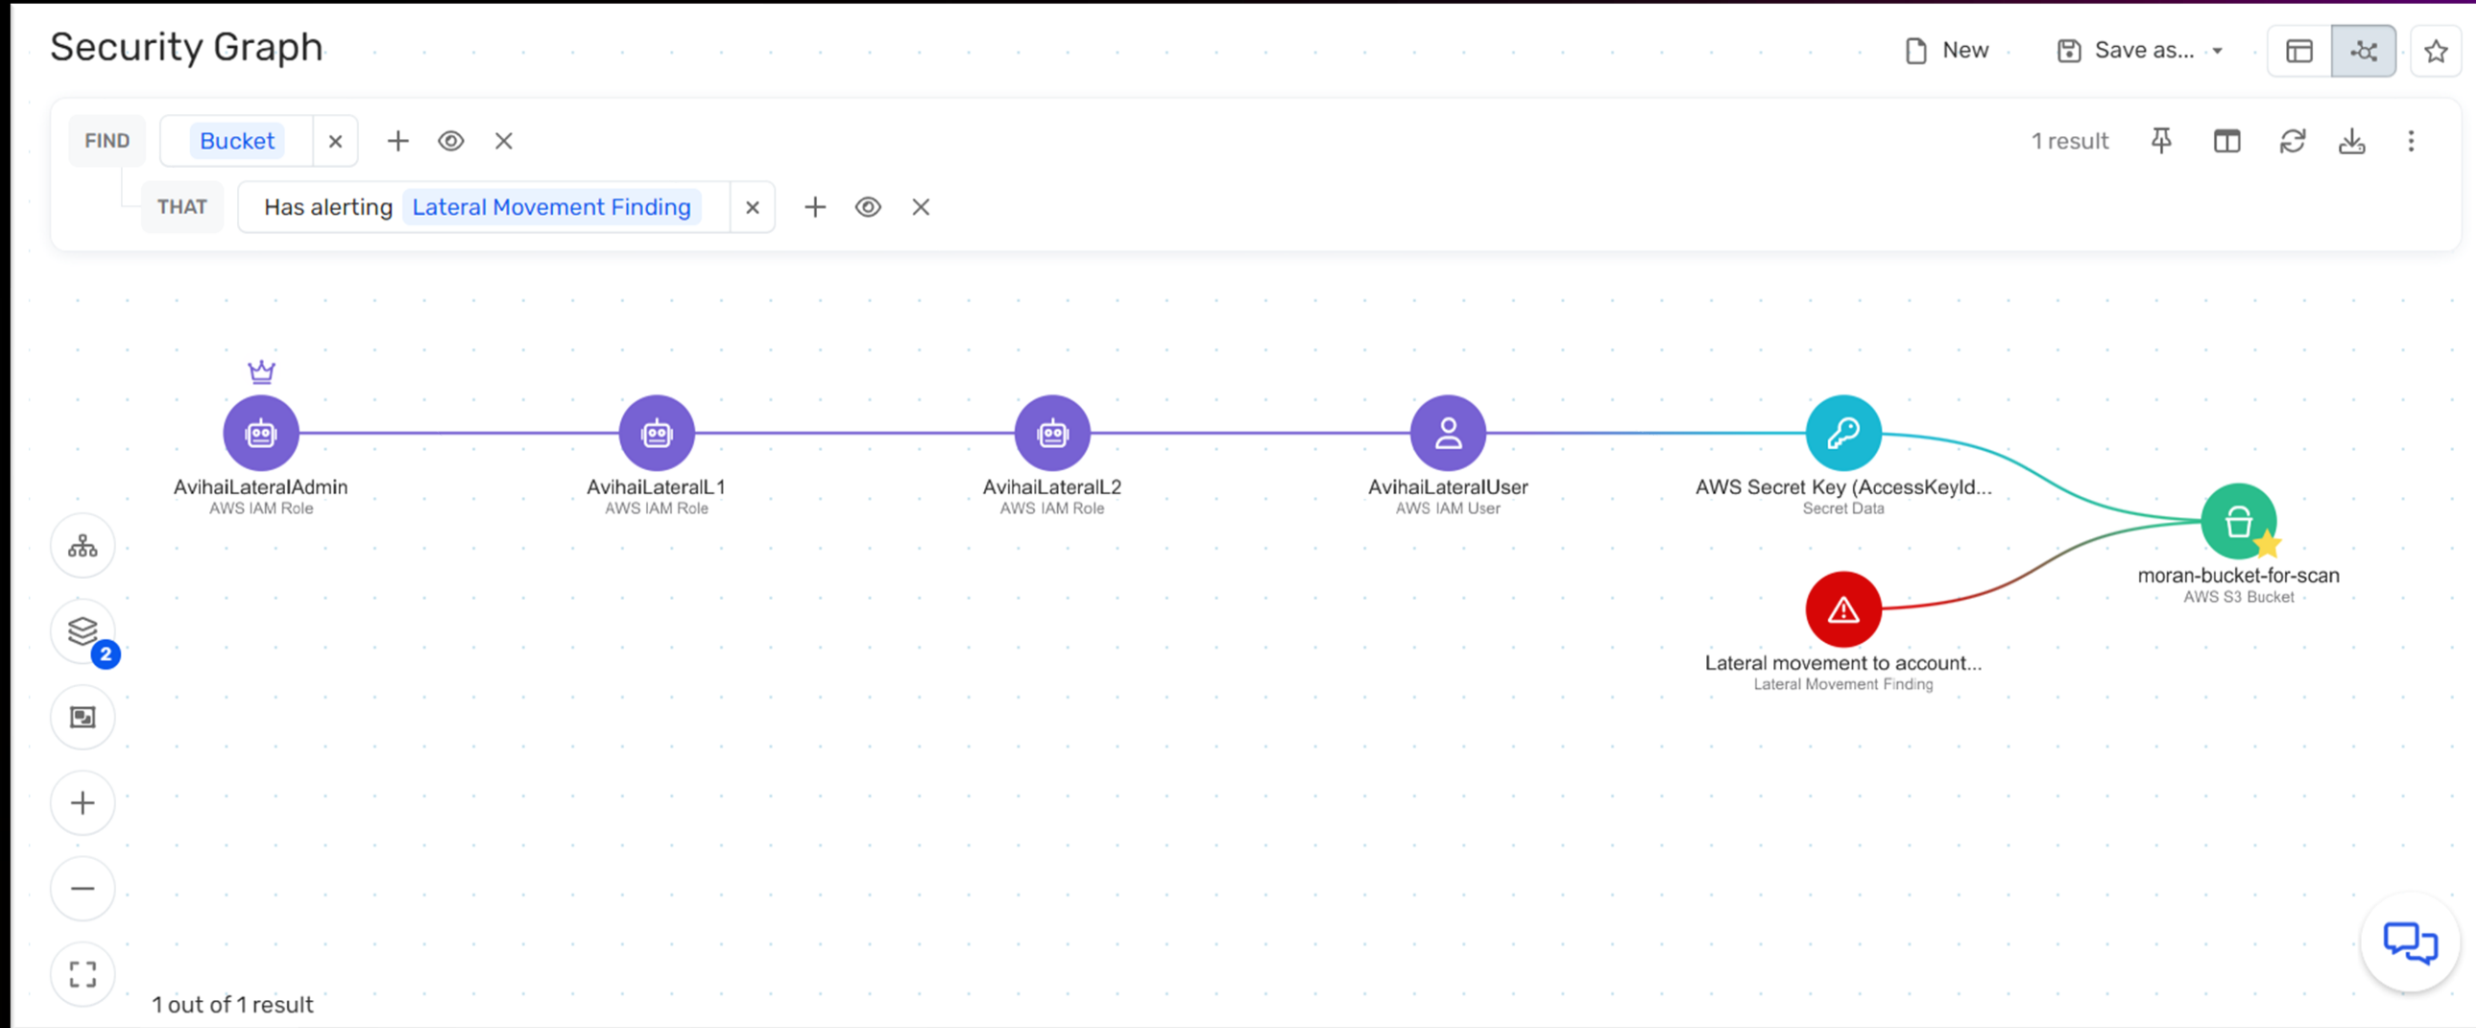 Security Graph
New
Save as...
FIND Bucket
1 result
THAT Has alerting Lateral Movement Finding
AvihaiLateralAdmin
AWS IAM Role
AvihaiLateralL1
AWS IAM Role
AvihaiLateralL2
AWS IAM Role
AvihaiLateralUser
AWS IAM User
AWS Secret Key (AccessKeyId...
Secret Data
moran-bucket-for-scan
AWS S3 Bucket
Lateral movement to account...
Lateral Movement Finding
2
1 out of 1 result